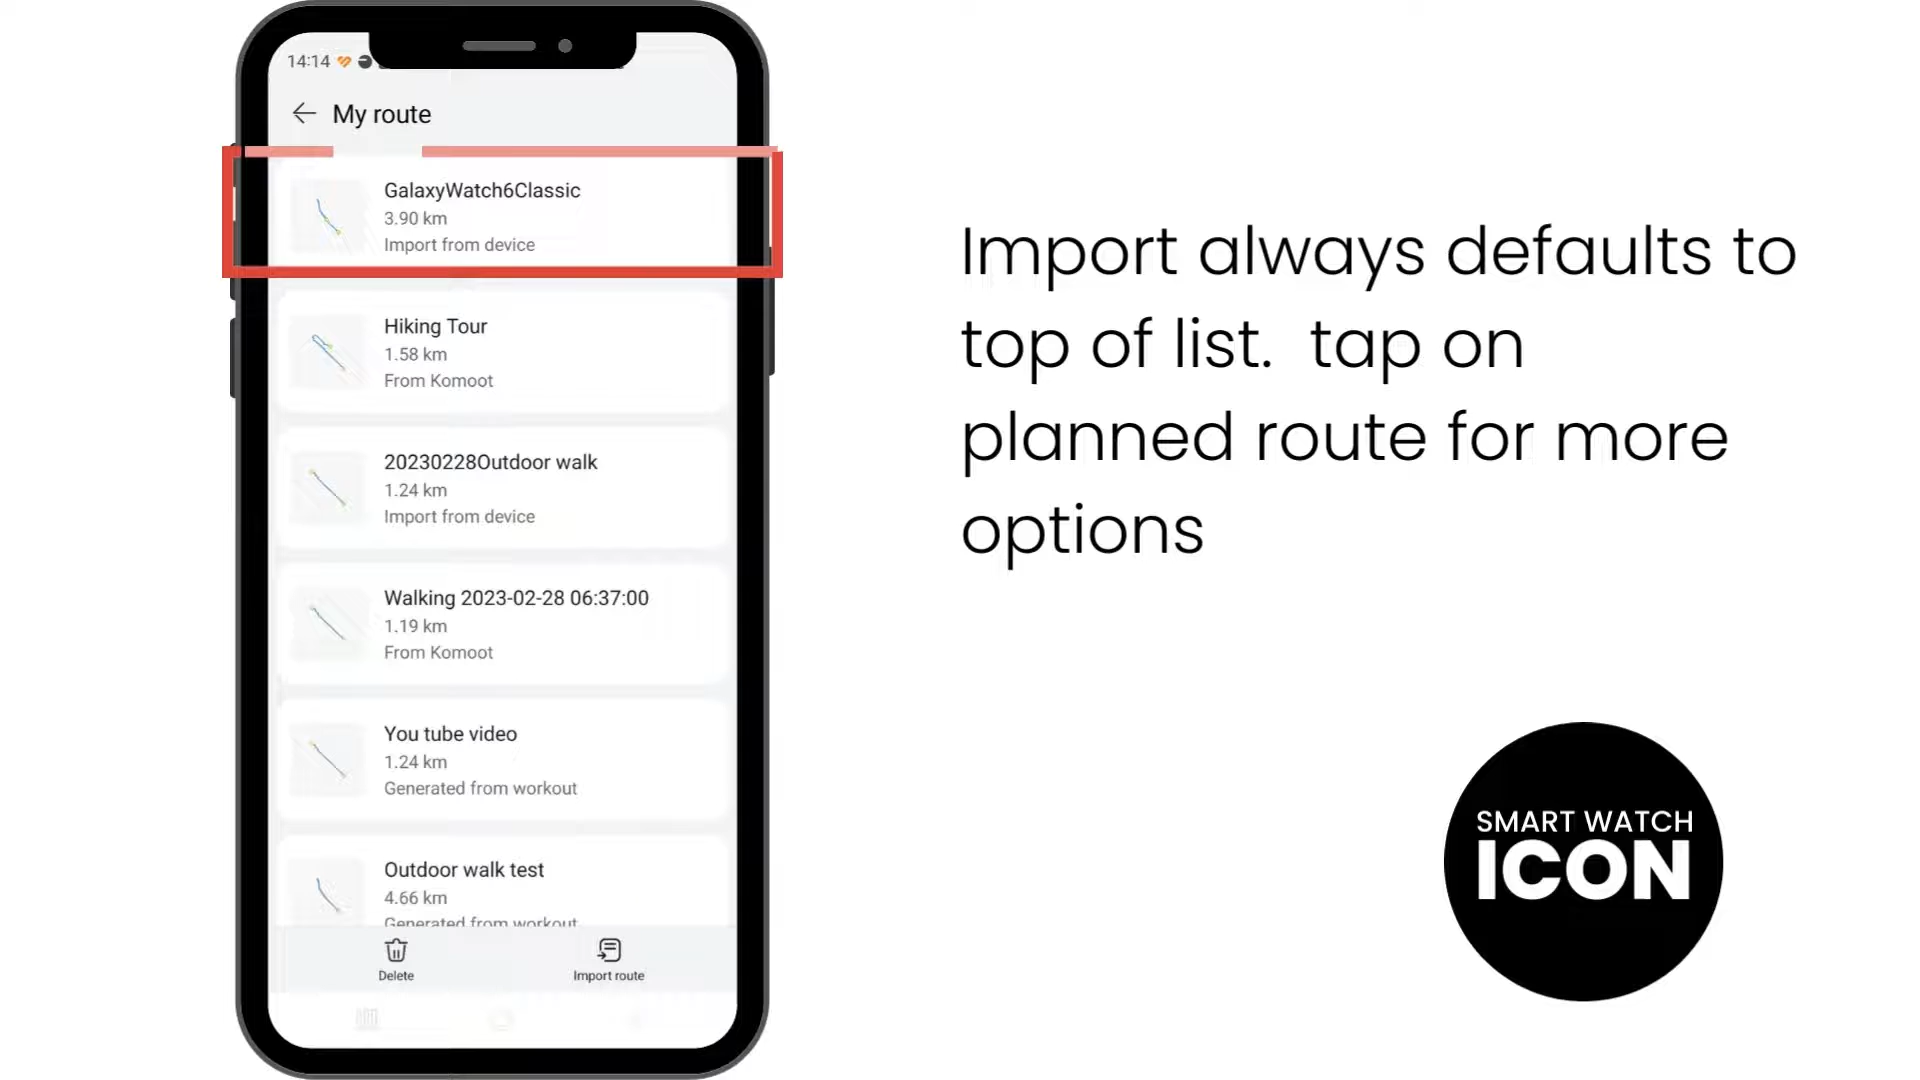 14:14
My route
GalaxyWatch6Classic
3.90 km
Import from device
Hiking Tour
1.58 km
From Komoot
20230228Outdoor walk
1.24 km
Import from device
Walking 2023-02-28 06:37:00
1.19 km
From Komoot
You tube video
1.24 km
Generated from workout
Outdoor walk test
4.66 km
Generated from workout
Delete
Import route
Import always defaults to
top of list.  tap on
planned route for more
options
SMART WATCH
ICON